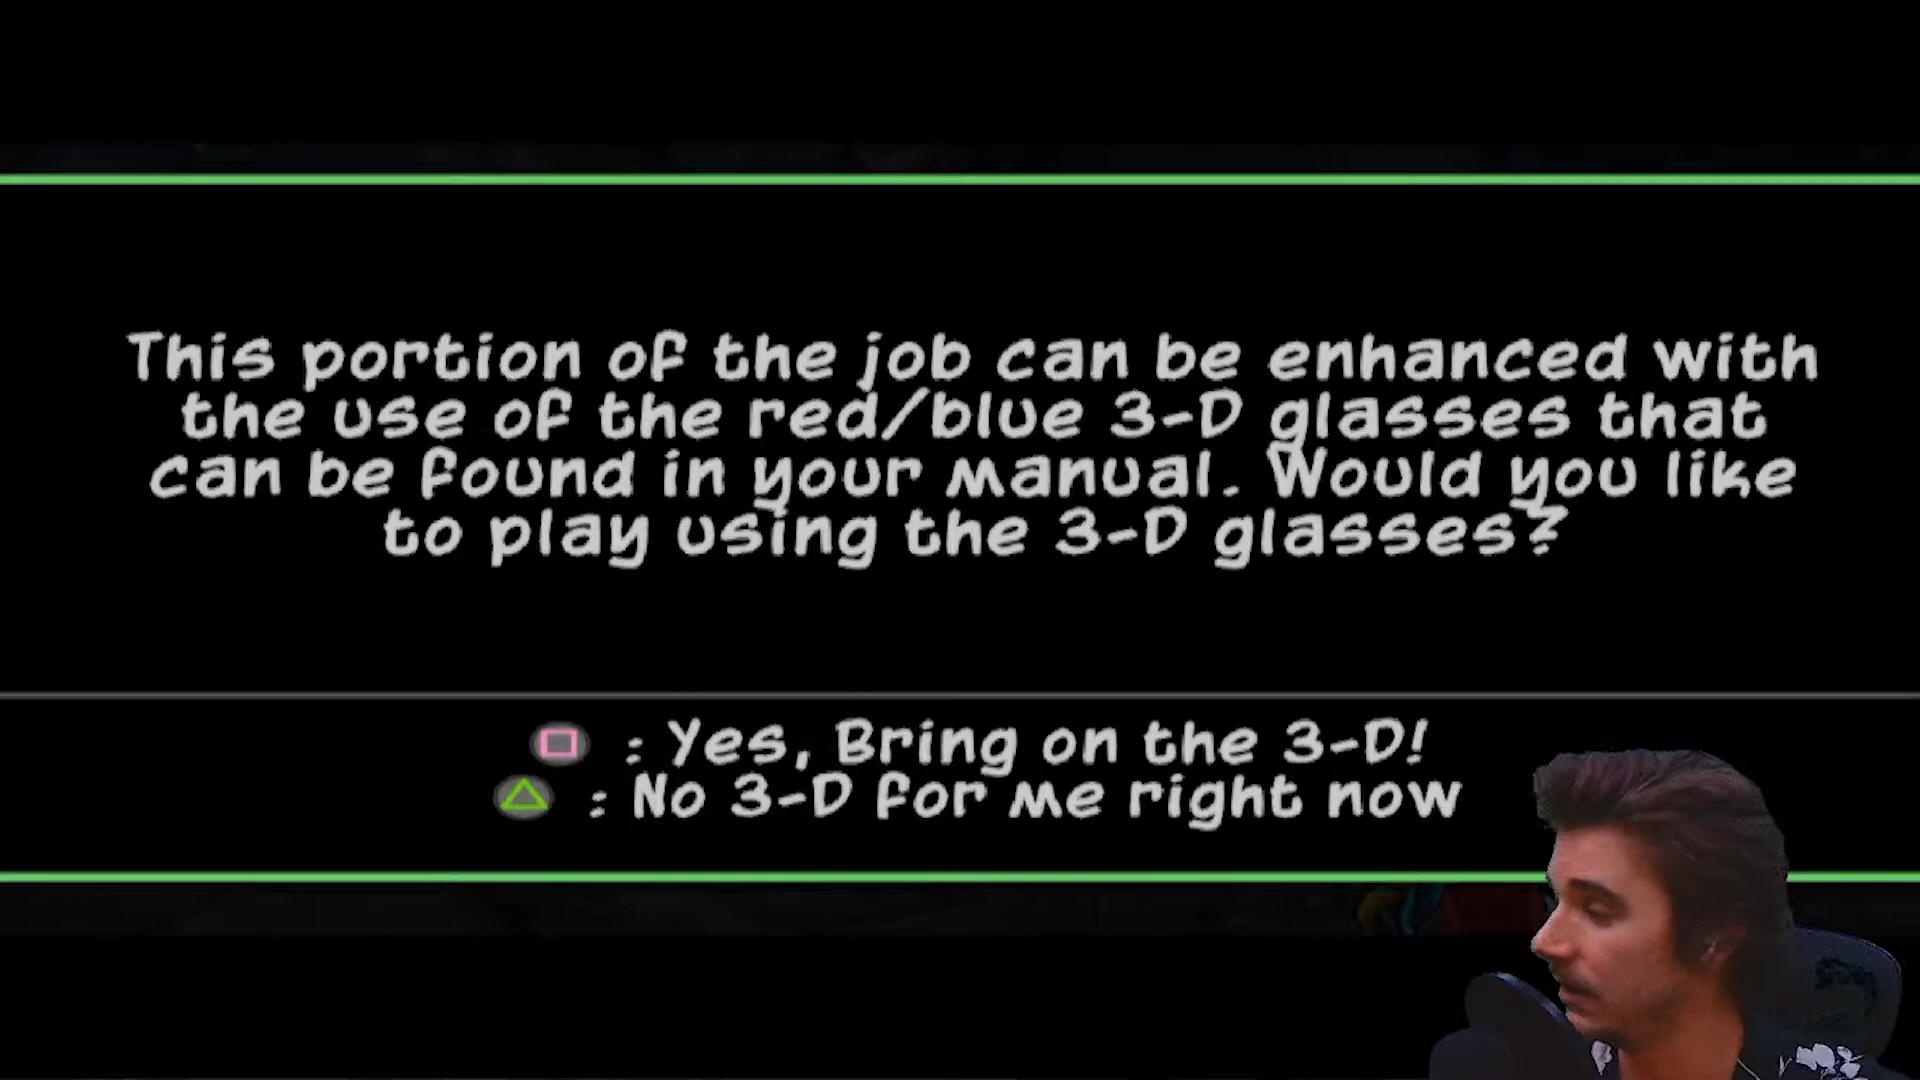 This portion of the job can be enhanced with
the use of the red/blue 3-D glasses that
can be found in your manual. Would you like
to play using the 3-D glasses?
: Yes, Bring on the 3-D!
: No 3-D for me right now